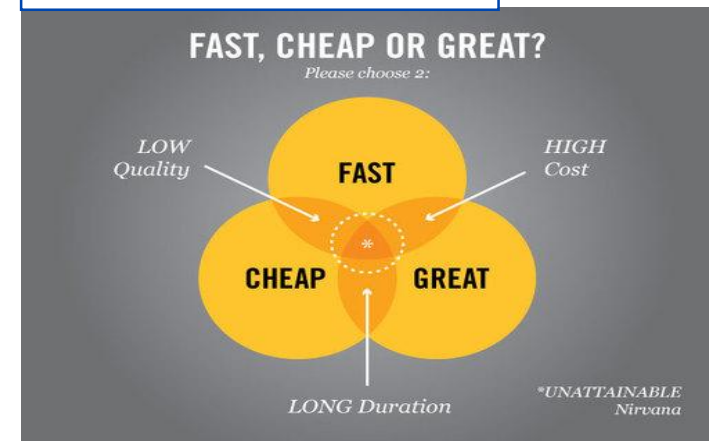 FAST, CHEAP OR GREAT?
Please choose 2:
LOW
Quality
HIGH
Cost
FAST
*
CHEAP
GREAT
LONG Duration
*UNATTAINABLE
Nirvana